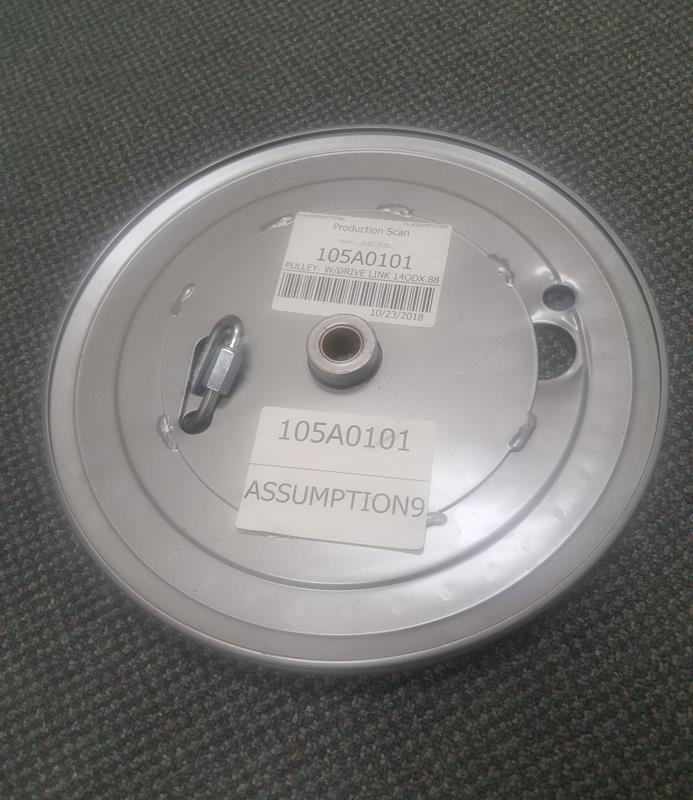 Production Scan
105A0101
PULLEY- W/DRIVE LINK 14ODX.88
10/23/2018
105A0101
ASSUMPTION9